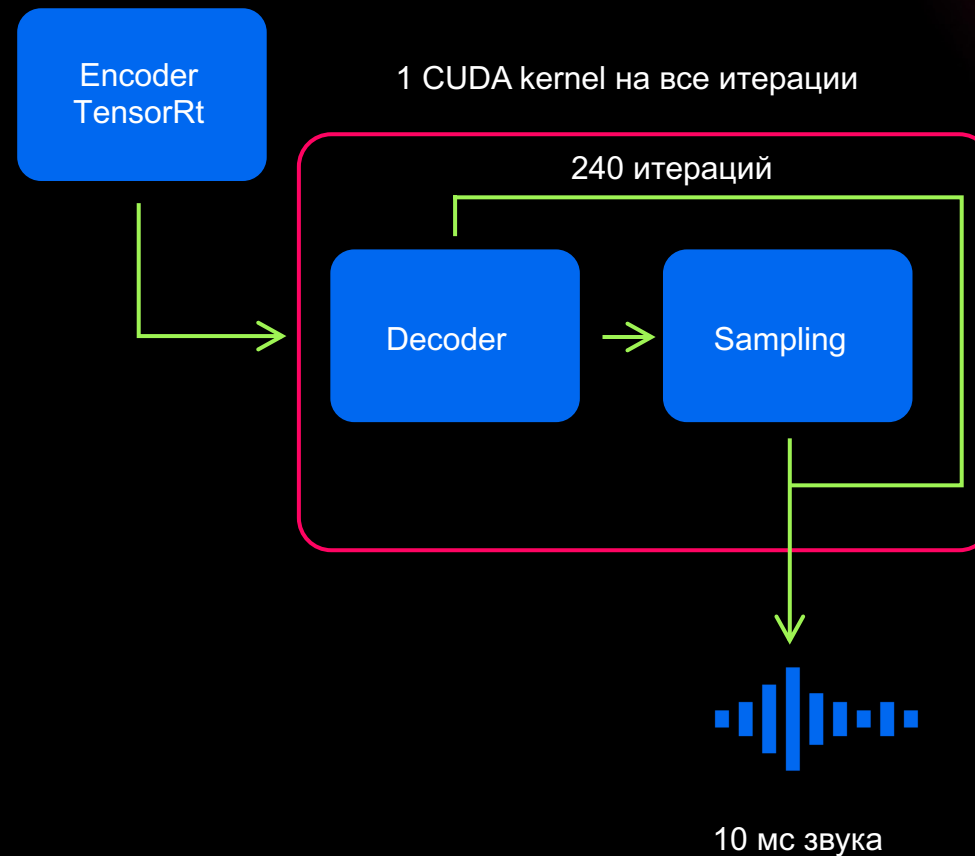 Encoder
TensorRt
1 CUDA kernel на все итерации
240 итераций
Decoder
Sampling
10 мс звука